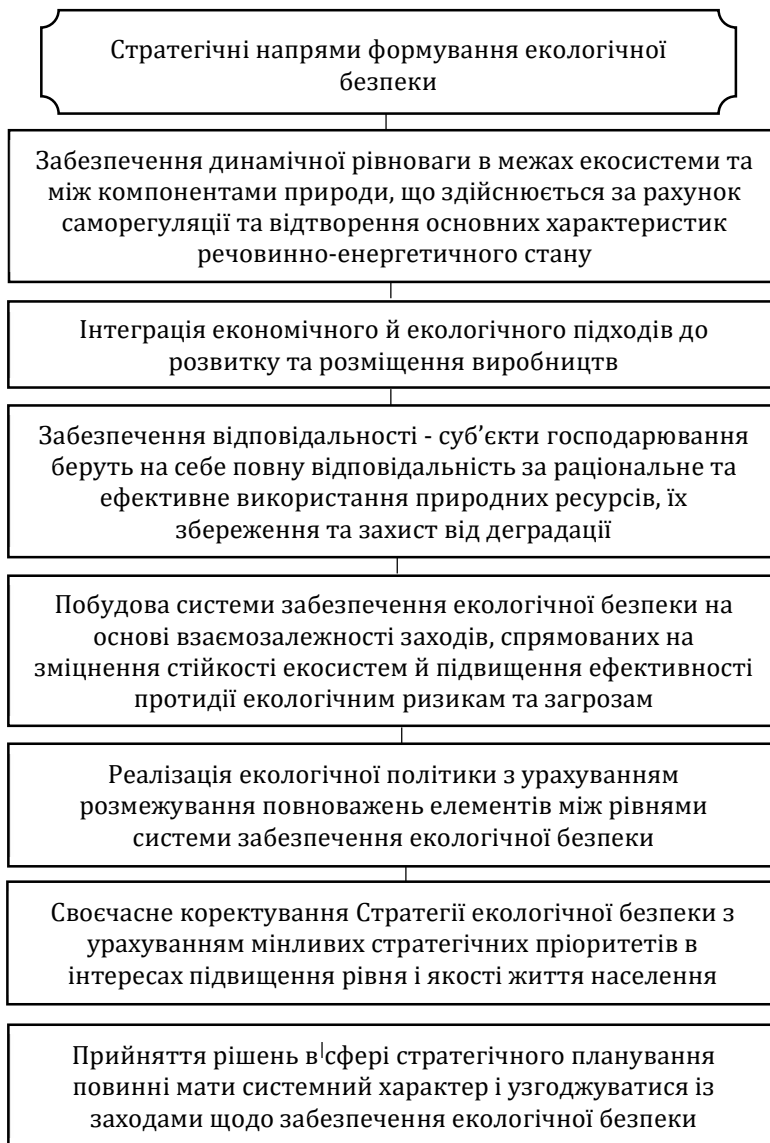 Стратегічні напрями формування екологічної
безпеки
Забезпечення динамічної рівноваги в межах екосистеми та
між компонентами природи, що здійснюється за рахунок
саморегуляції та відтворення основних характеристик
речовинно-енергетичного стану
Інтеграція економічного й екологічного підходів до
розвитку та розміщення виробництв
Забезпечення відповідальності - суб’єкти господарювання
беруть на себе повну відповідальність за раціональне та
ефективне використання природних ресурсів, їх
збереження та захист від деградації
Побудова системи забезпечення екологічної безпеки на
основі взаємозалежності заходів, спрямованих на
зміцнення стійкості екосистем й підвищення ефективності
протидії екологічним ризикам та загрозам
Реалізація екологічної політики з урахуванням
розмежування повноважень елементів між рівнями
системи забезпечення екологічної безпеки
Своєчасне коректування Стратегії екологічної безпеки з
урахуванням мінливих стратегічних пріоритетів в
інтересах підвищення рівня і якості життя населення
Прийняття рішень в сфері стратегічного планування
повинні мати системний характер і узгоджуватися із
заходами щодо забезпечення екологічної безпеки